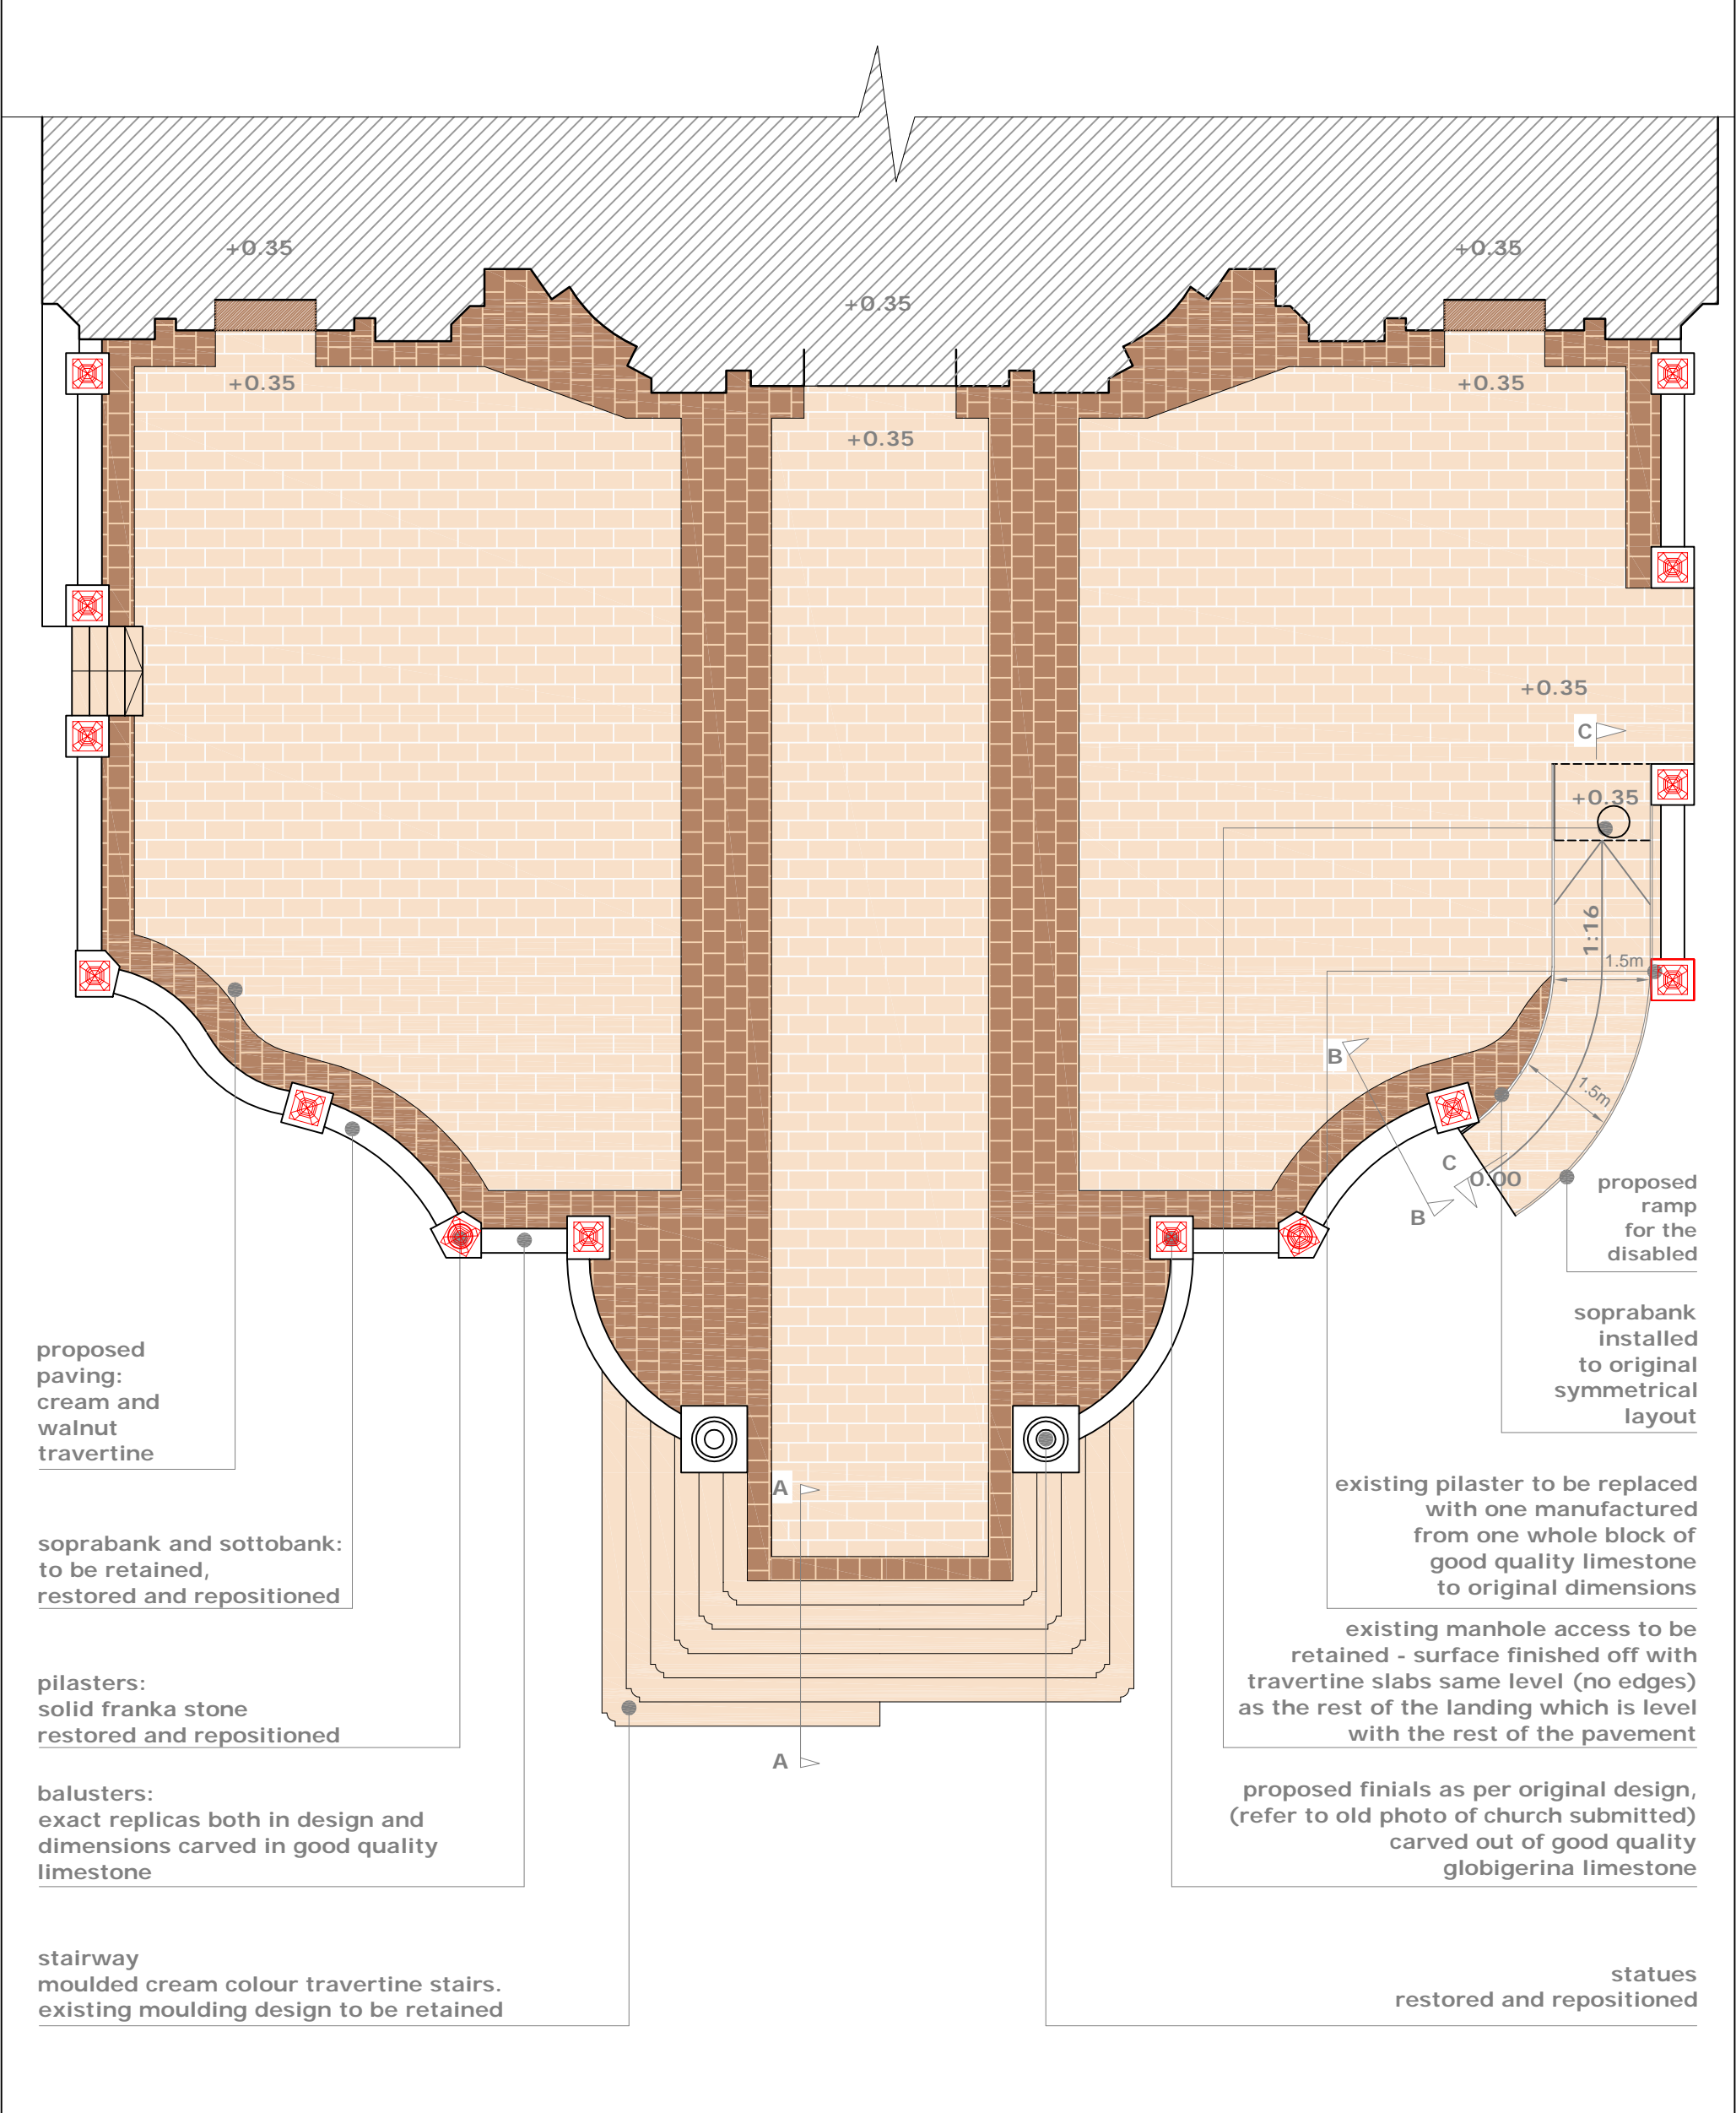 +0.35
+0.35
+0.35
+0.35
+0.35
+0.35
+0.35
C
+0.35
1:16
1.5m
B
1.5m
C
0.00
B
proposed
ramp
for the
disabled
soprabank
installed
to original
symmetrical
layout
proposed
paving:
cream and
walnut
travertine
A
existing pilaster to be replaced
with one manufactured
from one whole block of
good quality limestone
to original dimensions
soprabank and sottobank:
to be retained,
restored and repositioned
existing manhole access to be
retained - surface finished off with
travertine slabs same level (no edges)
as the rest of the landing which is level
with the rest of the pavement
pilasters:
solid franka stone
restored and repositioned
A
balusters:
exact replicas both in design and
dimensions carved in good quality
limestone
proposed finials as per original design,
(refer to old photo of church submitted)
carved out of good quality
globigerina limestone
stairway
moulded cream colour travertine stairs.
existing moulding design to be retained
statues
restored and repositioned